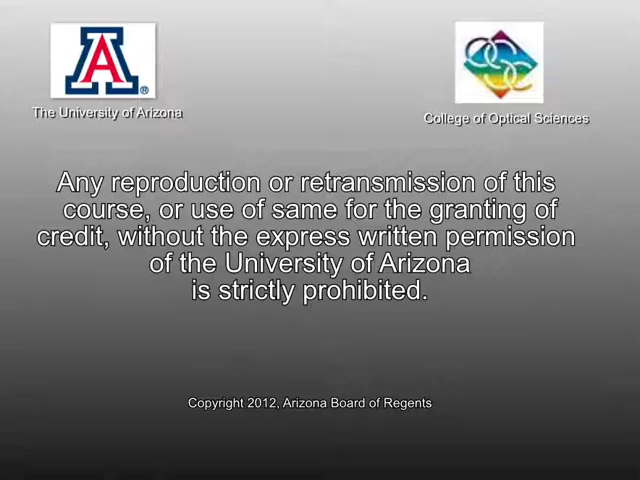 A
®
The University of Arizona
College of Optical Sciences
Any reproduction or retransmission of this
course, or use of same for the granting of
credit, without the express written permission
of the University of Arizona
is strictly prohibited.
Copyright 2012, Arizona Board of Regents